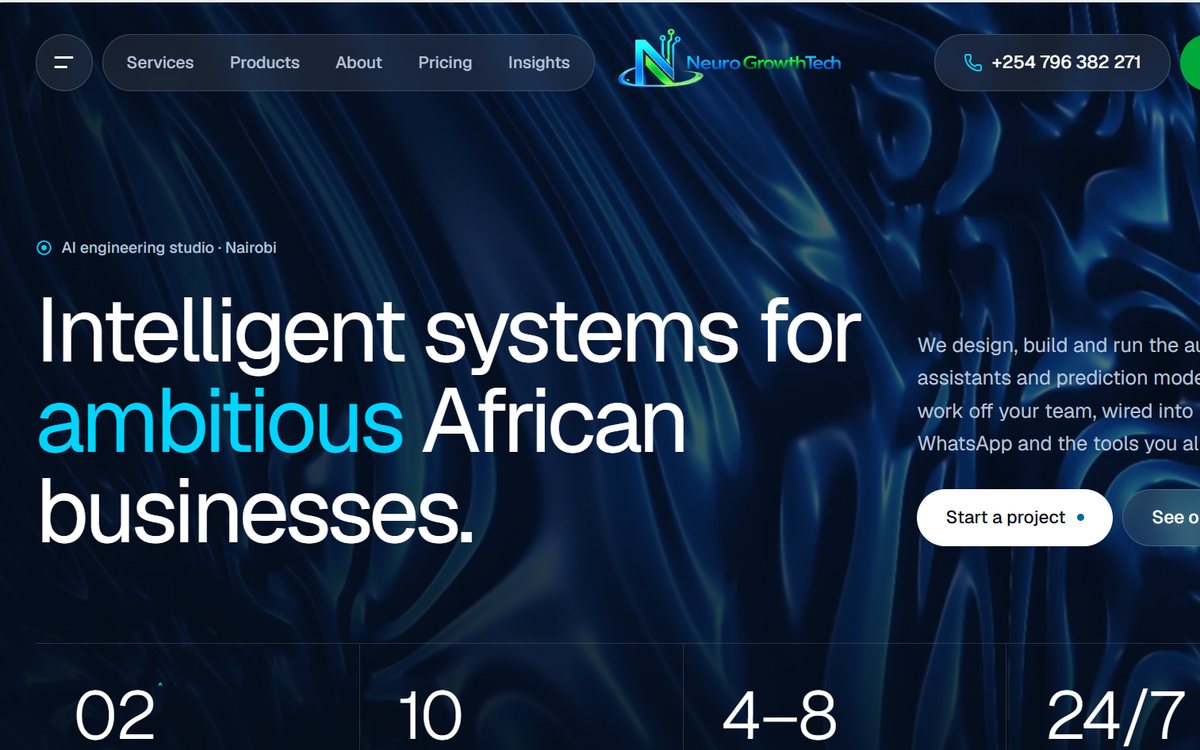 Services Products About Pricing Insights
Neuro GrowthTech
+254 796 382 271
AI engineering studio · Nairobi
Intelligent systems for
ambitious African
businesses.
We design, build and run the
assistants and prediction
work off your team, wired into
WhatsApp and the tools you
Start a project
See
02
10
4–8
24/7